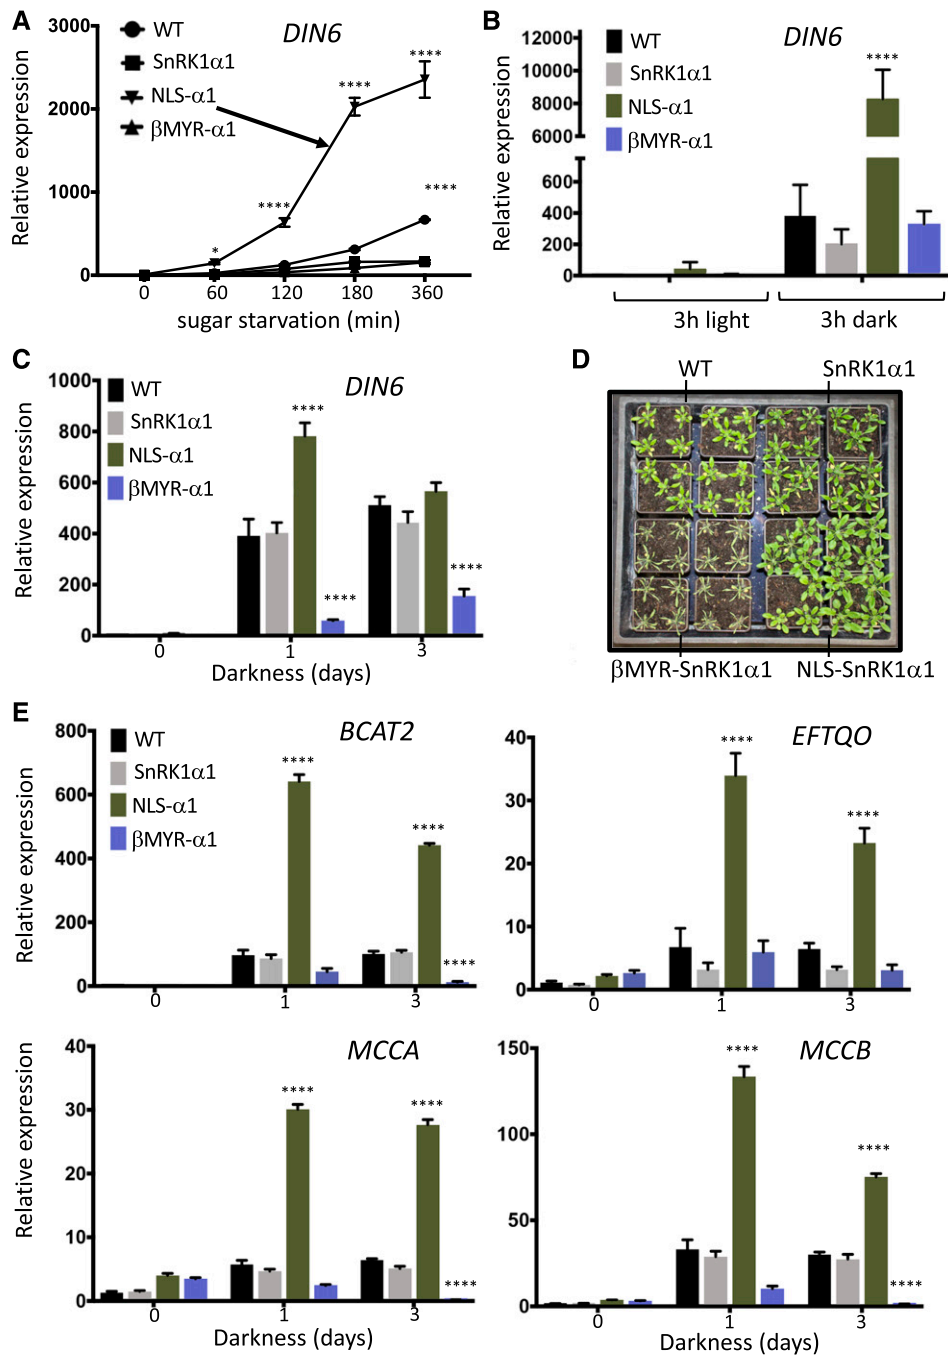 A
DIN6
Relative expression
3000
2000
1000
0
WT
SnRK1α1
NLS-α1
βMYR-α1
*
****
****
****
****
0 60 120 180 360
sugar starvation (min)
B
DIN6
Relative expression
12000
10000
8000
6000
600
400
200
0
WT
SnRK1α1
NLS-α1
βMYR-α1
****
3h light 3h dark
C
DIN6
Relative expression
1000
800
600
400
200
0
WT
SnRK1α1
NLS-α1
βMYR-α1
****
****
****
0 1 3
Darkness (days)
D
WT SnRK1α1
βMYR-SnRK1α1 NLS-SnRK1α1
E
BCAT2
Relative expression
800
600
400
200
0
WT
SnRK1α1
NLS-α1
βMYR-α1
****
****
****
0 1 3
EFTQO
40
30
20
10
0
****
****
0 1 3
MCCA
Relative expression
40
30
20
10
0
****
****
****
0 1 3
Darkness (days)
MCCB
150
100
50
0
****
****
****
0 1 3
Darkness (days)